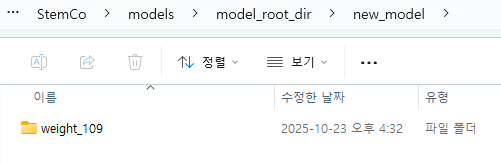 StemCo > models > model_root_dir > new_model >
정렬 보기
이름 수정한 날짜 유형
weight_109 2025-10-23 오후 4:32 파일 폴더